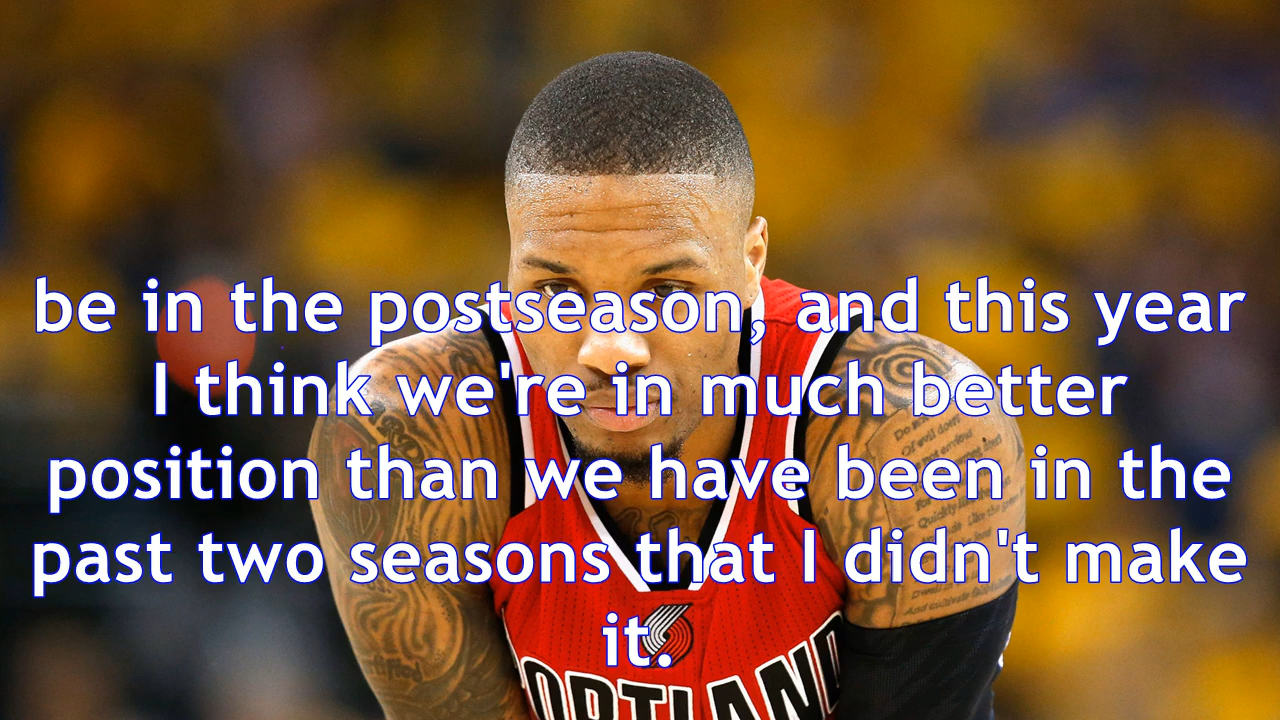 be in the postseason, and this year
I think we're in much better
position than we have been in the
past two seasons that I didn't make
it.
PORTLAND